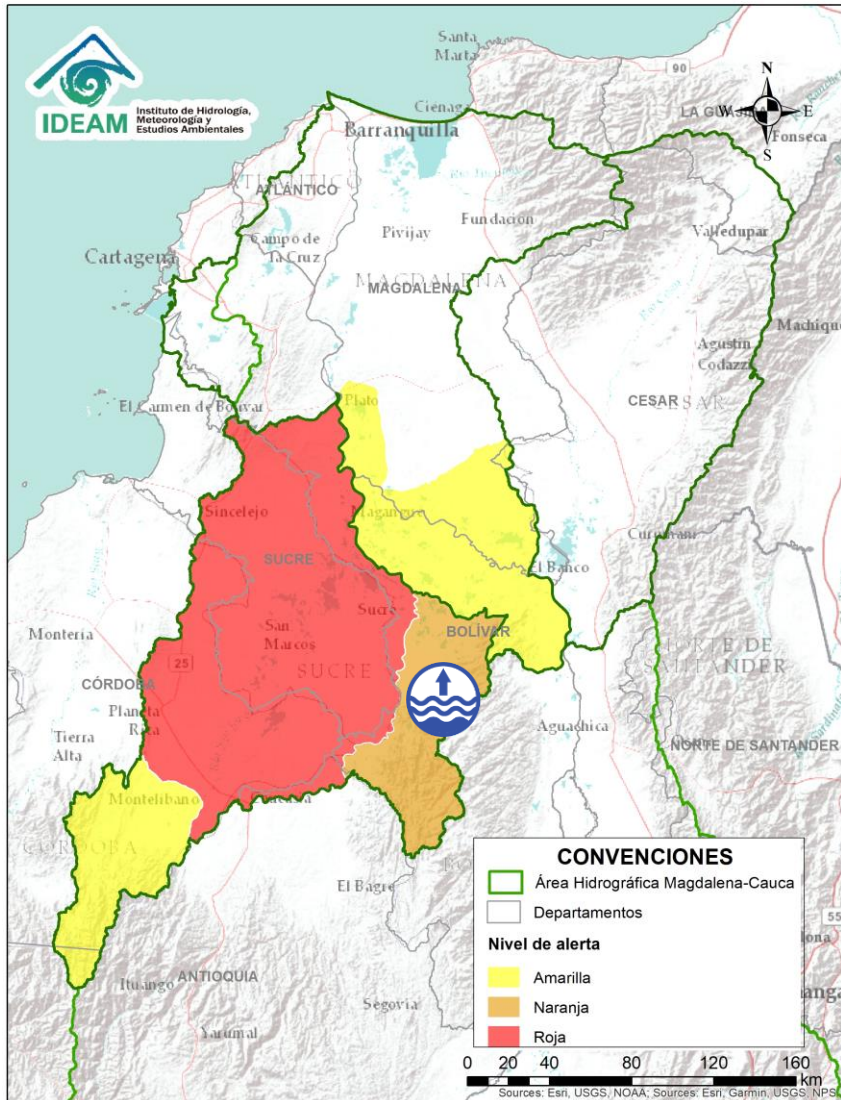 IDEAM
Instituto de Hidrología,
Meteorología y
Estudios Ambientales
Santa
Marta
90
N
W
E
S
Ciénaga
Barranquilla
Fonseca
ATLÁNTICO
Valledupar
Pivijay
Fundación
Campo de
la Cruz
Cartagena
MAGDALENA
MAGDALENA
Machique
Agustín
Codazzi
CESAR
CESAR
El Carmen de Bolívar
Plato
Sincelejo
Magangué
Curumaní
SUCRE
El Banco
Sucre
Montería
San
Marcos
BOLÍVAR
NORTE DE
SANTANDER
25
SUCRE
CÓRDOBA
Planeta
Rica
Tierra
Alta
Aguachica
NORTE DE SANTANDER
Montelíbano
CÓRDOBA
El Bagre
Ituango
ANTIOQUIA
Segovia
Yarumal
55
CONVENCIONES
Área Hidrográfica Magdalena-Cauca
Departamentos
Nivel de alerta
Amarilla
Naranja
Roja
0 20 40 80 120 160
km
Sources: Esri, USGS, NOAA; Sources: Esri, Garmin, USGS, NPS